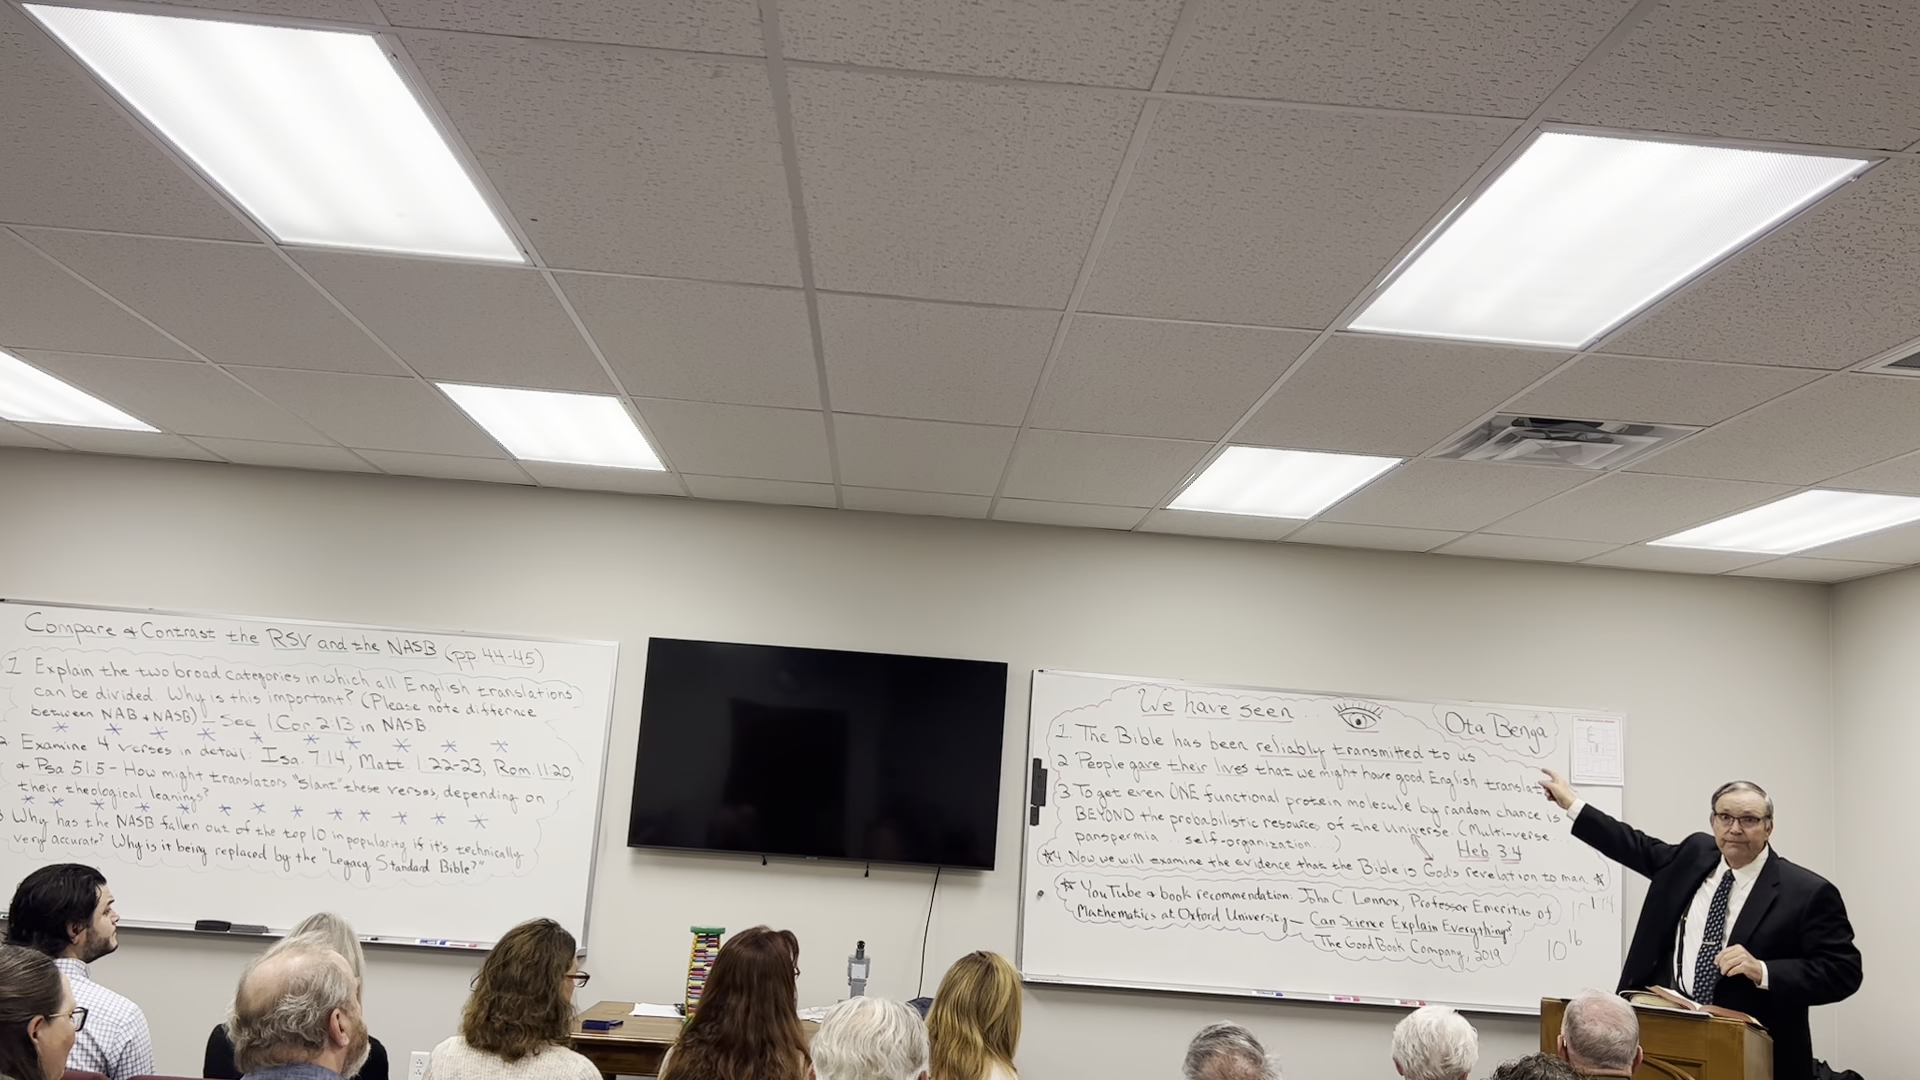 Compare & Contrast the RSV and the NASB (pp. 44-45)
1 Explain the two broad categories in which all English translations
can be divided. Why is this important? (Please note differnce
between NAB & NASB) - See 1 Cor 2:13 in NASB
2. Examine 4 verses in detail: Isa. 7:14, Matt 1:22-23, Rom. 11:20,
& Psa 51:5 - How might translators "slant" these verses, depending on
their theological leanings?
3 Why has the NASB fallen out of the top 10 in popularity if it's technically
very accurate? Why is it being replaced by the "Legacy Standard Bible?"
We have seen...
Ota Benga
1. The Bible has been reliably transmitted to us
2 People gave their lives that we might have good English translat
3 To get even ONE functional protein molecule by random chance is
BEYOND the probabilistic resources of the Universe. (Multi-verse...
panspermia... self-organization...)
Heb 3:4
4. Now we will examine the evidence that the Bible is God's revelation to man.
YouTube & book recommendation: John C. Lennox, Professor Emeritus of
Mathematics at Oxford University— Can Science Explain Everything?
The Good Book Company, 2019
10 16